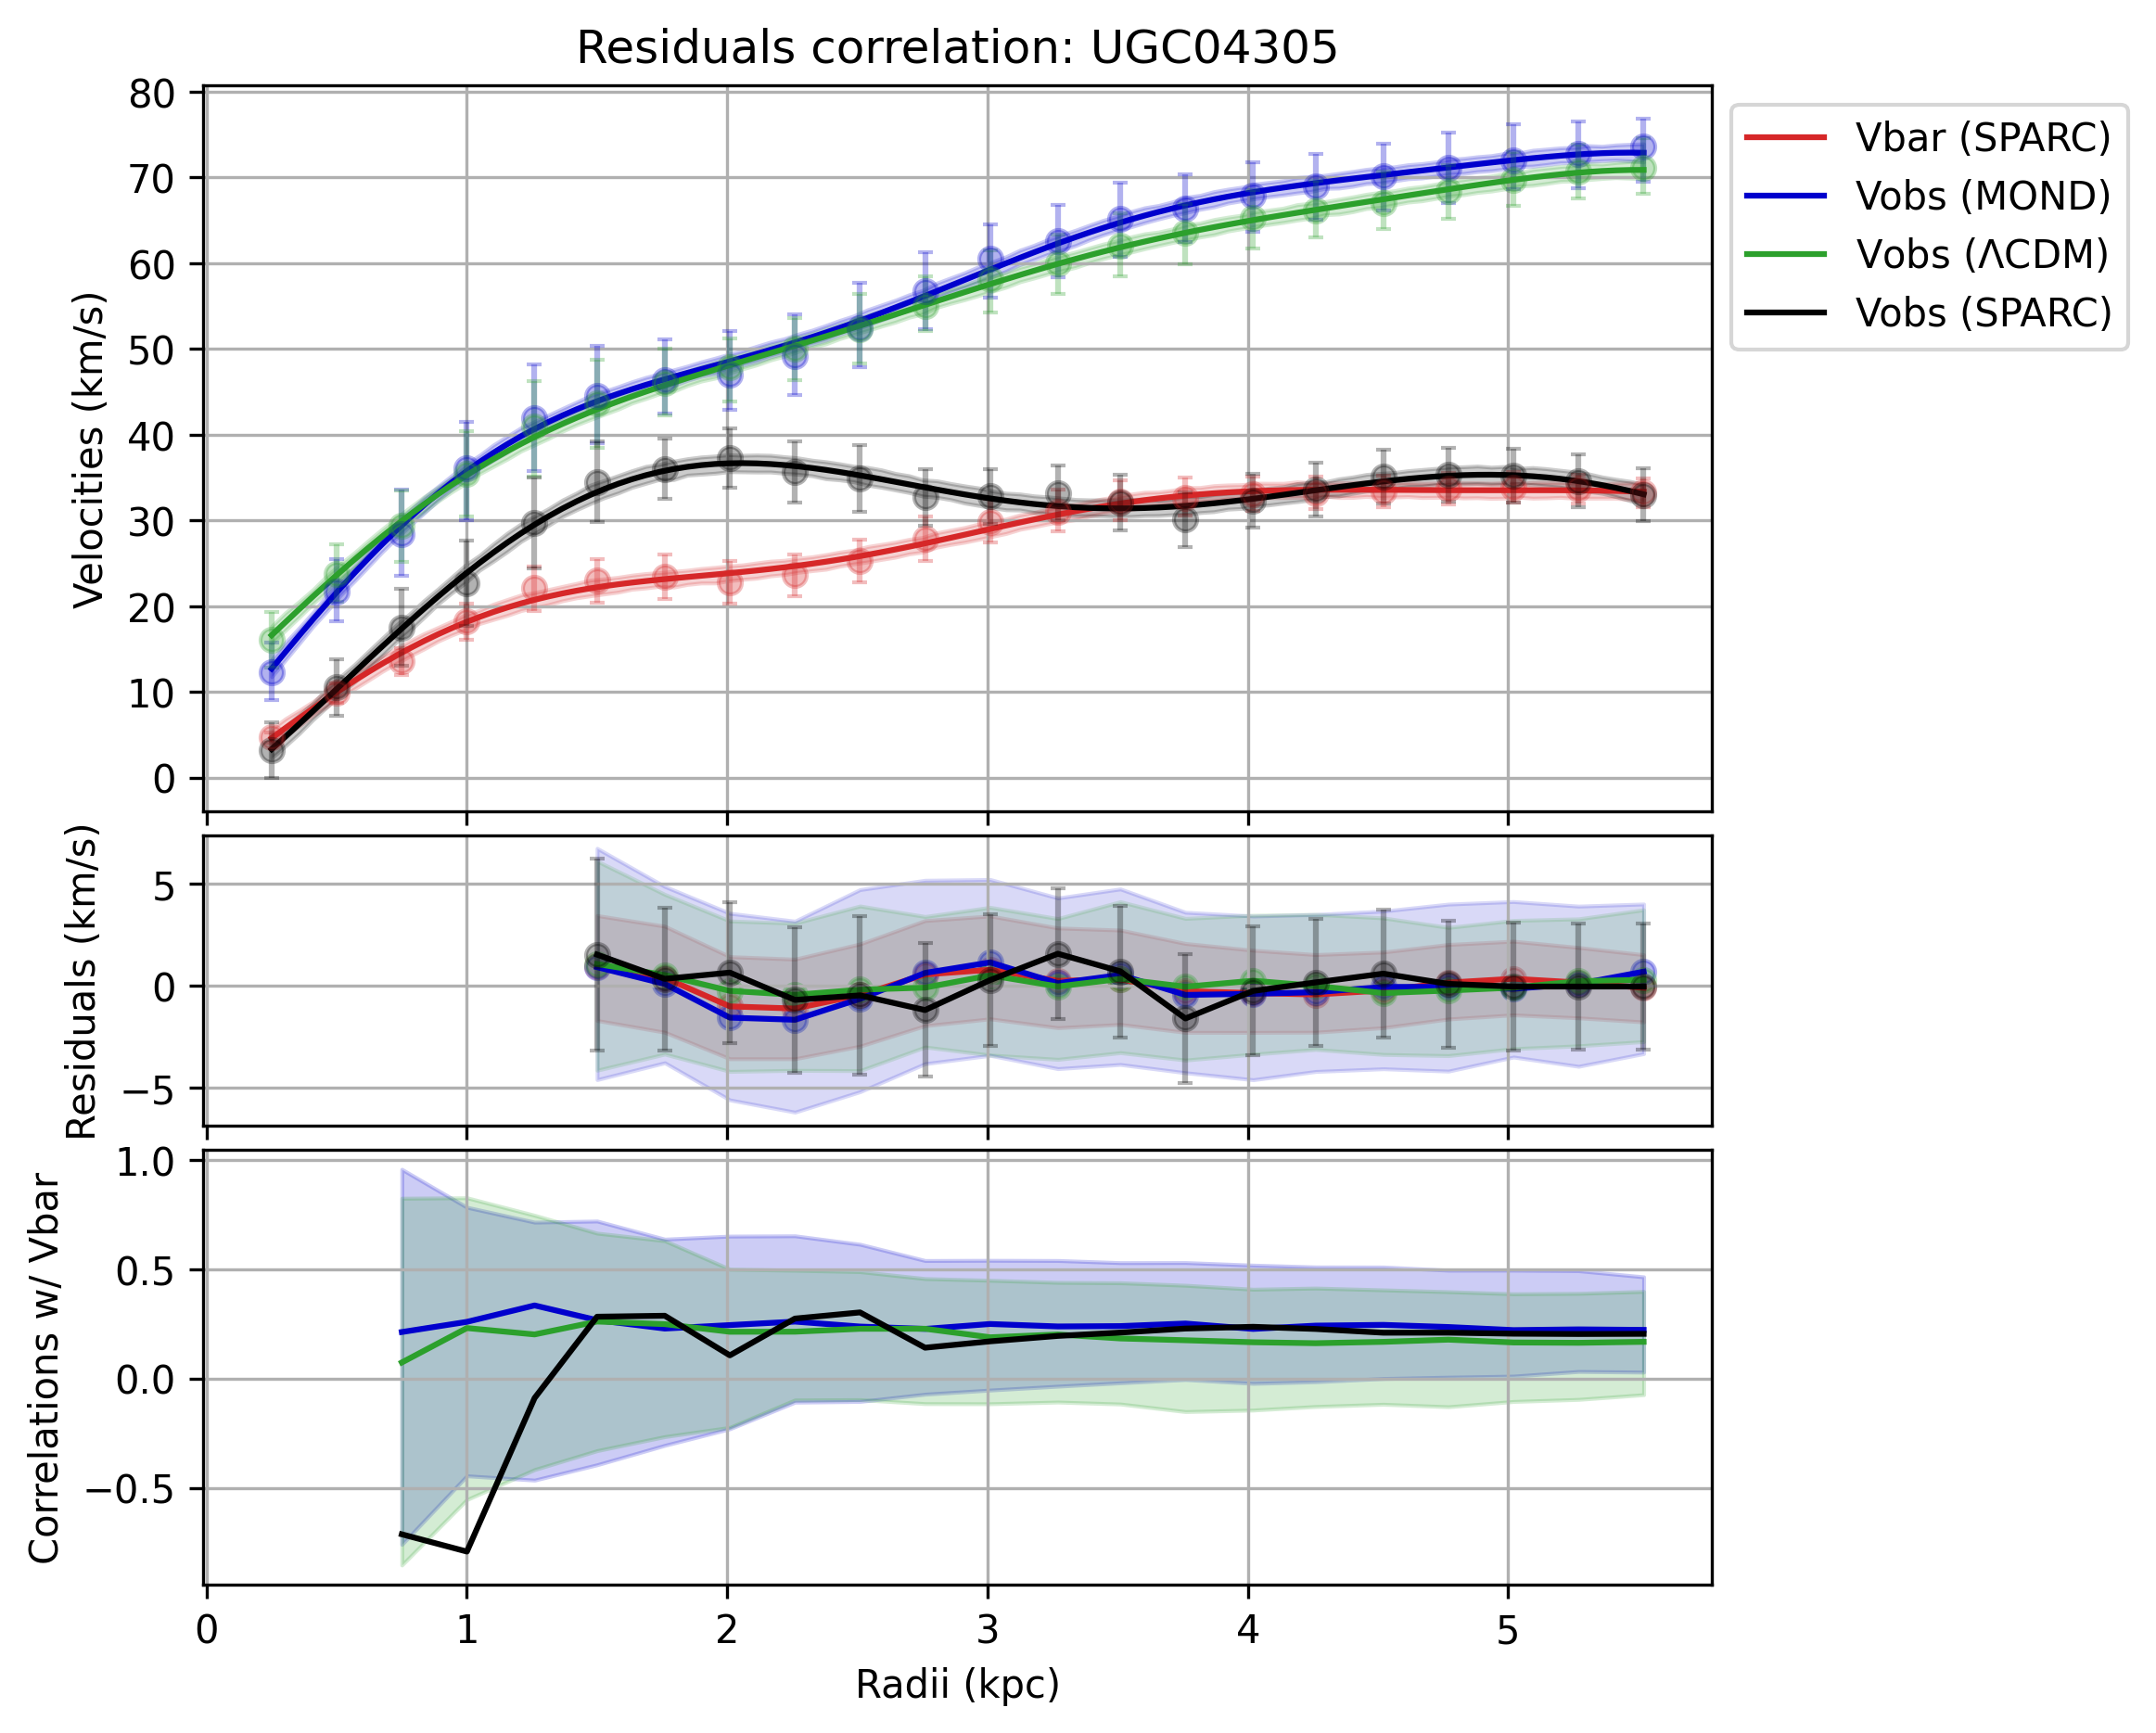 Residuals correlation: UGC04305
80
70
60
50
40
30
20
10
0
Velocities (km/s)
Vbar (SPARC)
Vobs (MOND)
Vobs (ΛCDM)
Vobs (SPARC)
5
0
−5
Residuals (km/s)
1.0
0.5
0.0
−0.5
Correlations w/ Vbar
0 1 2 3 4 5
Radii (kpc)